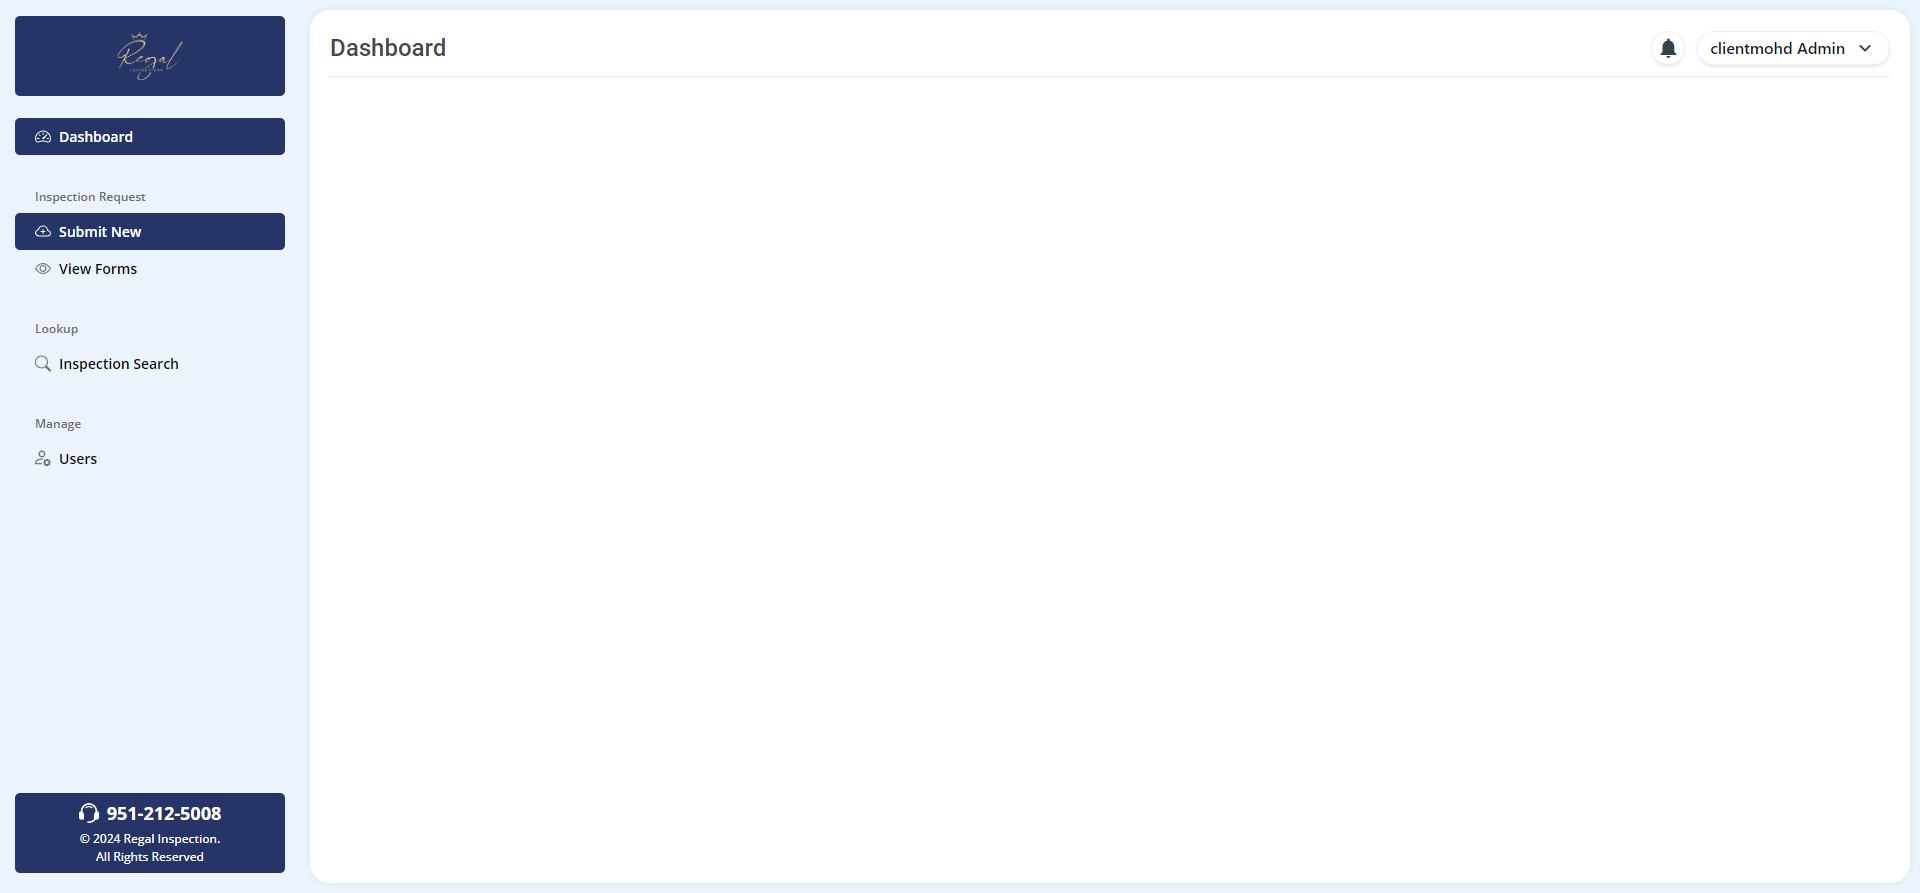 Regal
Dashboard
Inspection Request
Submit New
View Forms
Lookup
Inspection Search
Manage
Users
951-212-5008
© 2024 Regal Inspection.
All Rights Reserved
Dashboard
clientmohd Admin